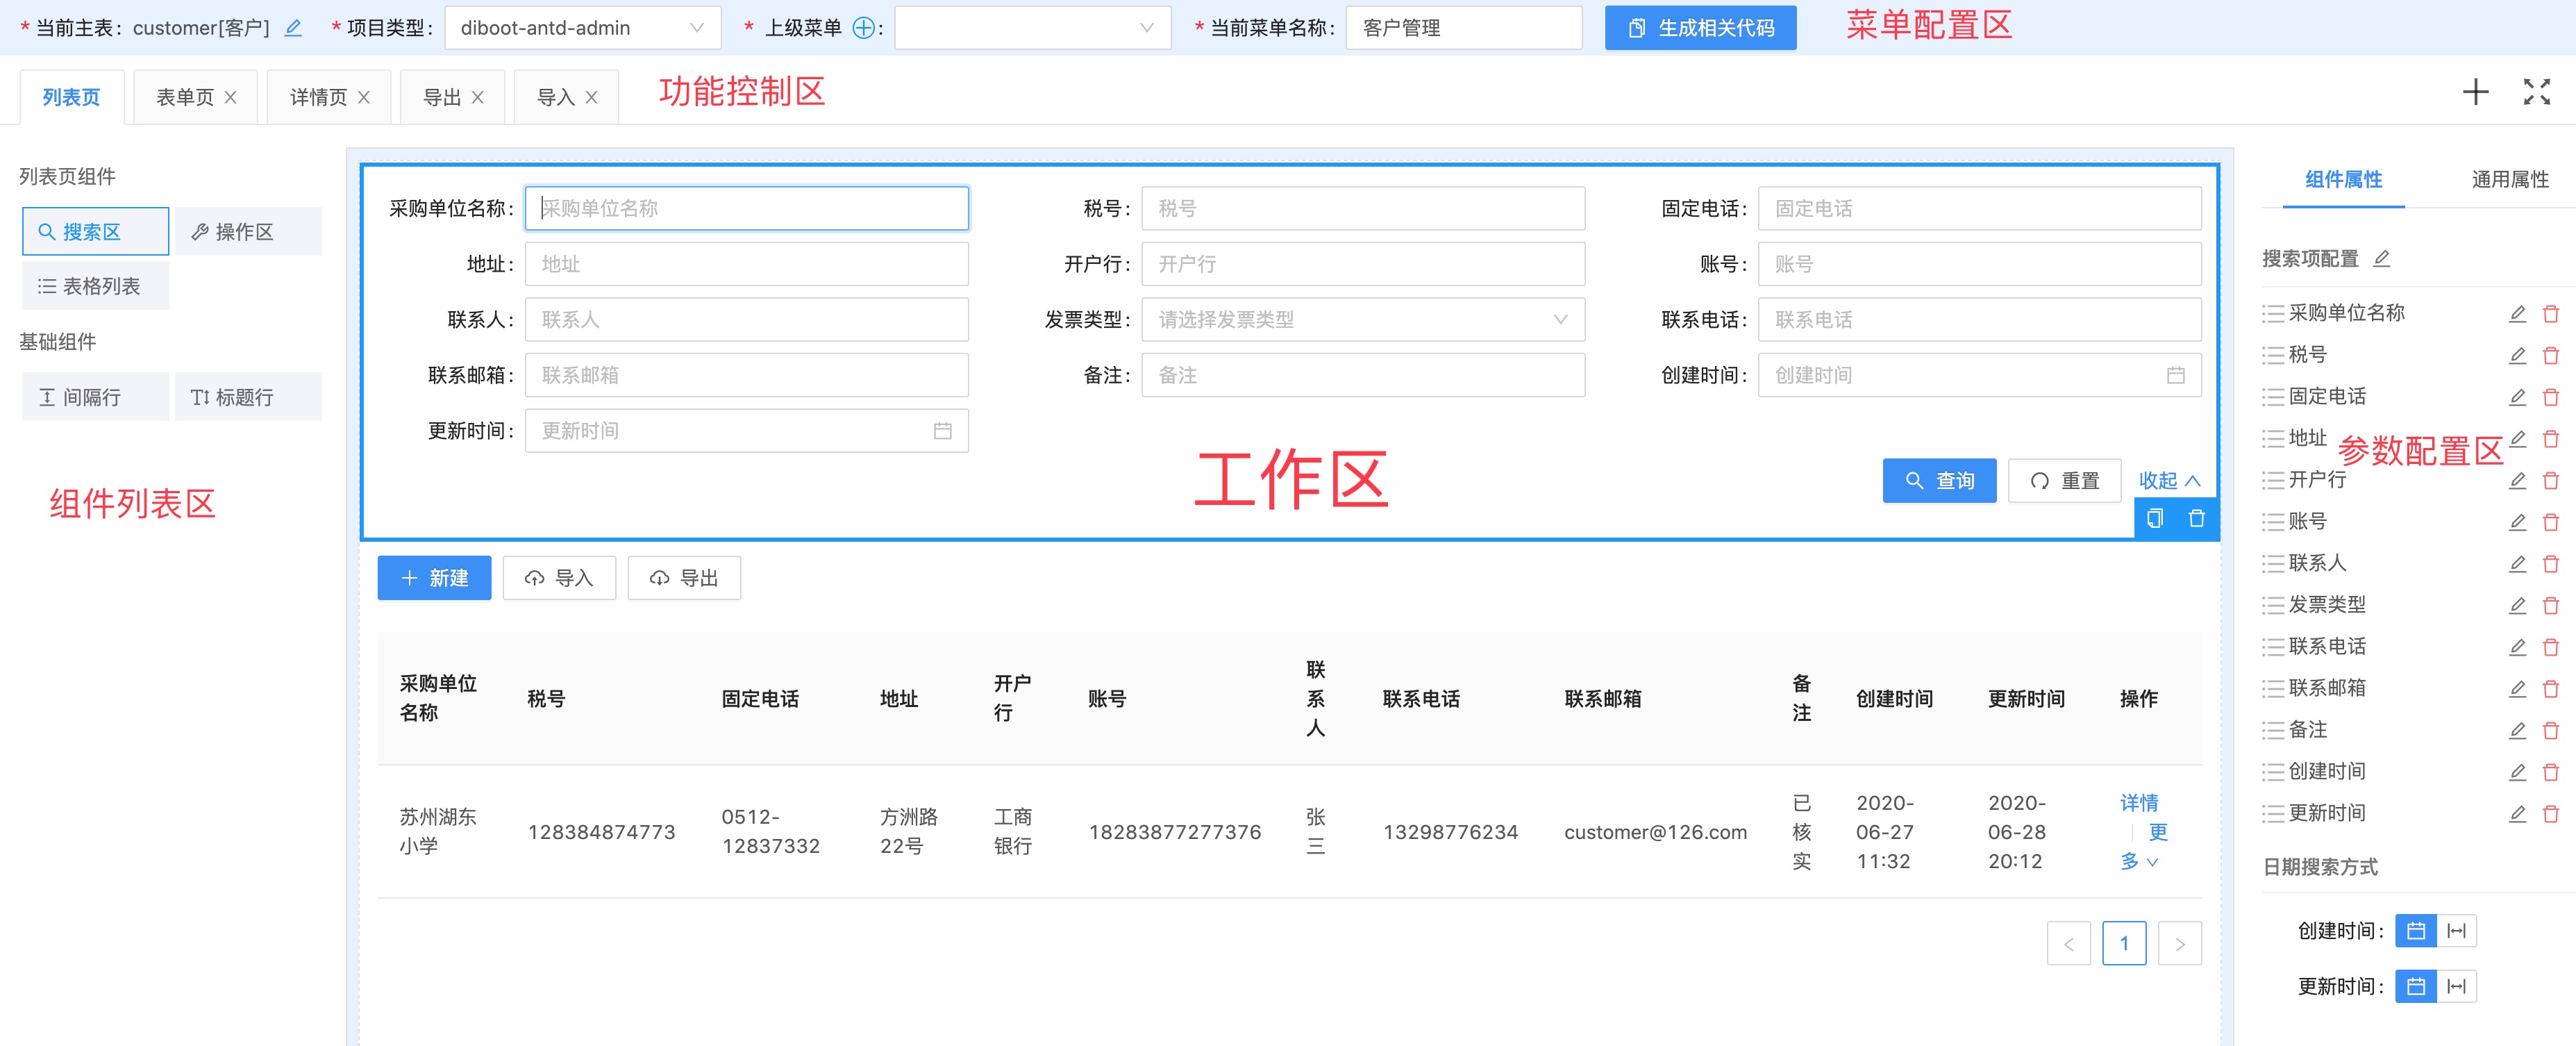 * 当前主表: customer[客户] * 项目类型: diboot-antd-admin * 上级菜单 : * 当前菜单名称: 客户管理 生成相关代码 菜单配置区
列表页 表单页 详情页 导出 导入 功能控制区
列表页组件
搜索区 操作区
表格列表
基础组件
间隔行 标题行
组件列表区
采购单位名称: 采购单位名称 税号: 税号 固定电话: 固定电话
地址: 地址 开户行: 开户行 账号: 账号
联系人: 联系人 发票类型: 请选择发票类型 联系电话: 联系电话
联系邮箱: 联系邮箱 备注: 备注 创建时间: 创建时间
更新时间: 更新时间
工作区
查询 重置 收起
新建 导入 导出
采购单位名称 税号 固定电话 地址 开户行 账号 联系人 联系电话 联系邮箱 备注 创建时间 更新时间 操作
苏州湖东小学 128384874773 0512-12837332 方洲路22号 工商银行 18283877277376 张三 13298776234 customer@126.com 已核实 2020-06-27 11:32 2020-06-28 20:12 详情 更多
1
组件属性 通用属性
搜索项配置
采购单位名称
税号
固定电话
地址
参数配置区
开户行
账号
联系人
发票类型
联系电话
联系邮箱
备注
创建时间
更新时间
日期搜索方式
创建时间:
更新时间: